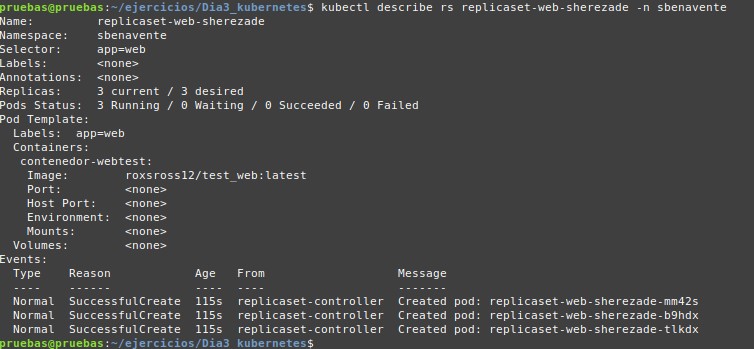 pruebas@pruebas:~/ejercicios/Dia3_kubernetes$ kubectl describe rs replicaset-web-sherezade -n sbenavente
Name:         replicaset-web-sherezade
Namespace:    sbenavente
Selector:     app=web
Labels:       <none>
Annotations:  <none>
Replicas:     3 current / 3 desired
Pods Status:  3 Running / 0 Waiting / 0 Succeeded / 0 Failed
Pod Template:
  Labels:  app=web
  Containers:
   contenedor-webtest:
    Image:        roxsross12/test_web:latest
    Port:         <none>
    Host Port:    <none>
    Environment:  <none>
    Mounts:       <none>
  Volumes:        <none>
Events:
  Type    Reason            Age   From                   Message
  ----    ------            ----  ----                   -------
  Normal  SuccessfulCreate  115s  replicaset-controller  Created pod: replicaset-web-sherezade-mm42s
  Normal  SuccessfulCreate  115s  replicaset-controller  Created pod: replicaset-web-sherezade-b9hdx
  Normal  SuccessfulCreate  115s  replicaset-controller  Created pod: replicaset-web-sherezade-tlkdx
pruebas@pruebas:~/ejercicios/Dia3_kubernetes$